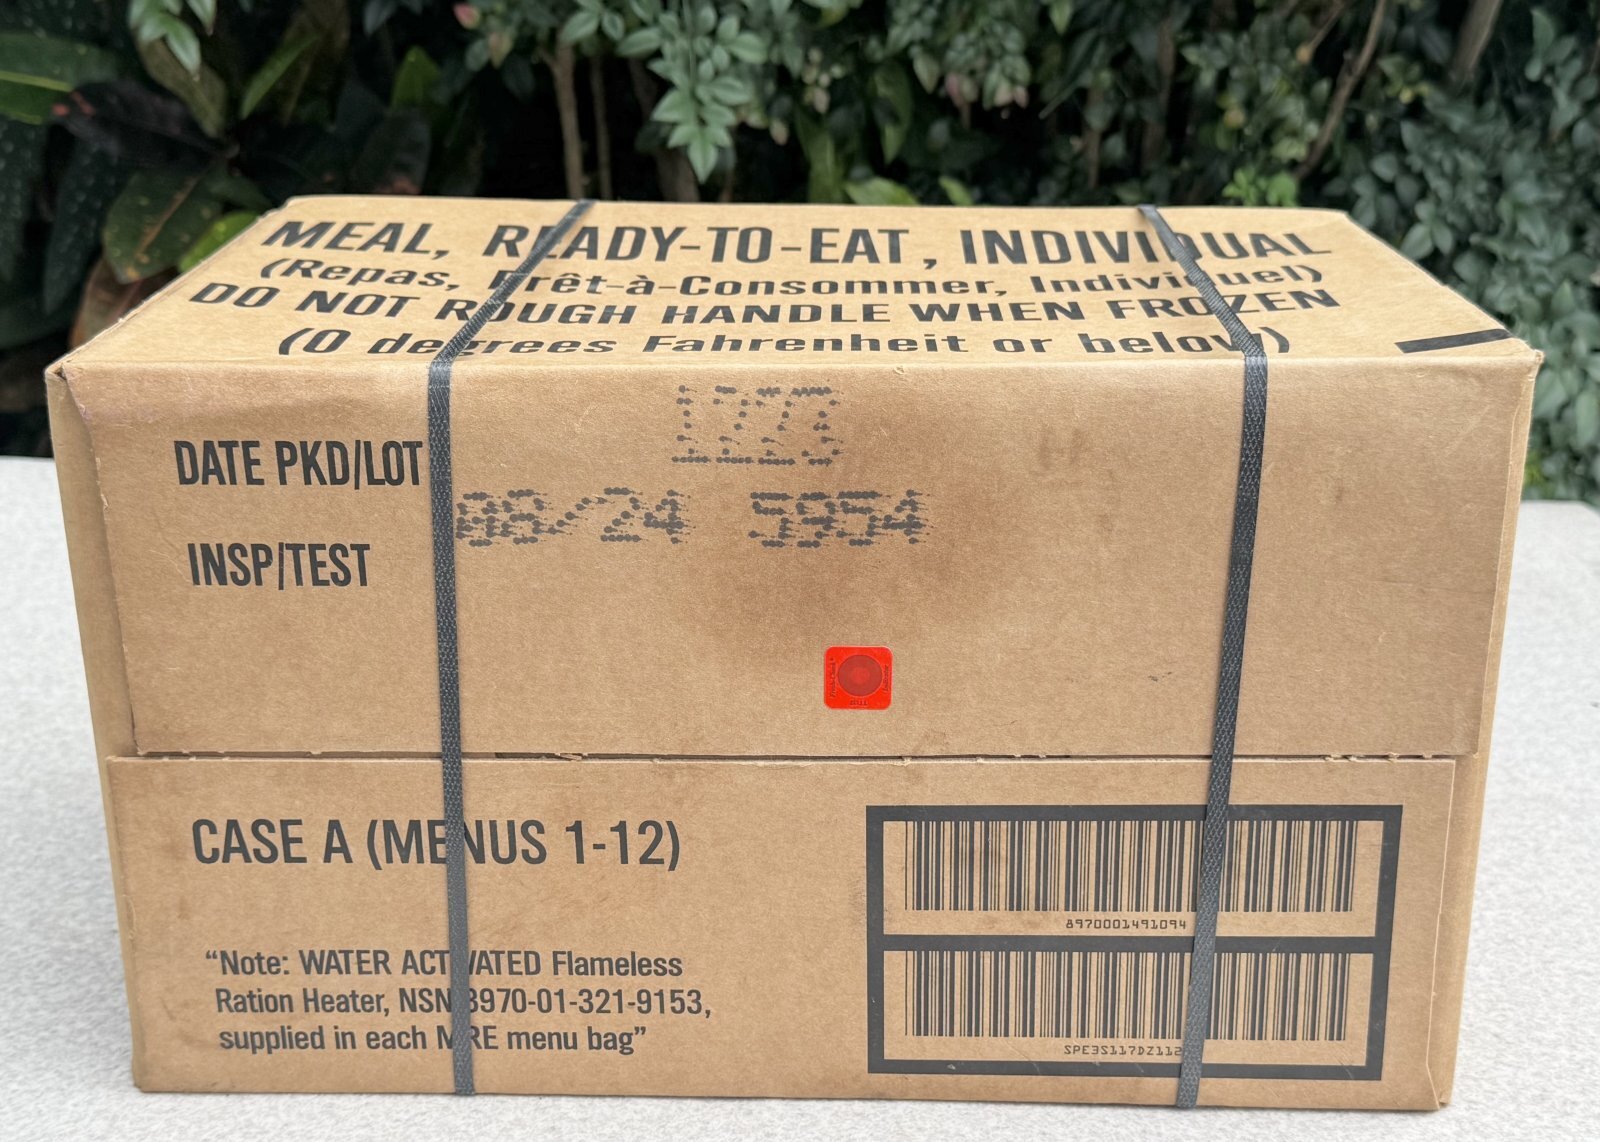 MEAL, READY-TO-EAT, INDIVIDUAL
(Repas, Prêt-à-Consommer, Individuel)
DO NOT ROUGH HANDLE WHEN FROZEN
(0 degrees Fahrenheit or below)
DATE PKD/LOT
08/24 5954
INSP/TEST
CASE A (MENUS 1-12)
“Note: WATER ACTIVATED Flameless
Ration Heater, NSN 8970-01-321-9153,
supplied in each MRE menu bag”
8970001491094
SPE3S117DZ112